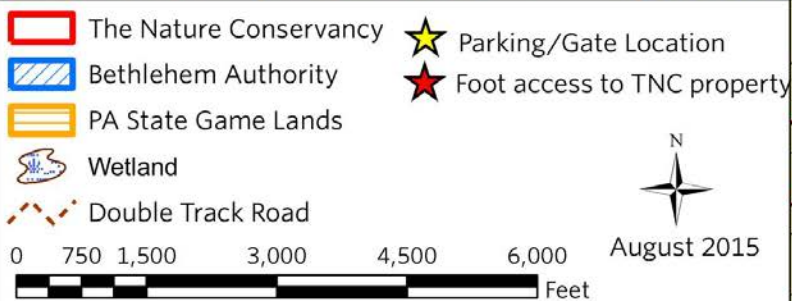 The Nature Conservancy
Bethlehem Authority
PA State Game Lands
Wetland
Double Track Road
Parking/Gate Location
Foot access to TNC property
N
August 2015
0 750 1,500 3,000 4,500 6,000
Feet